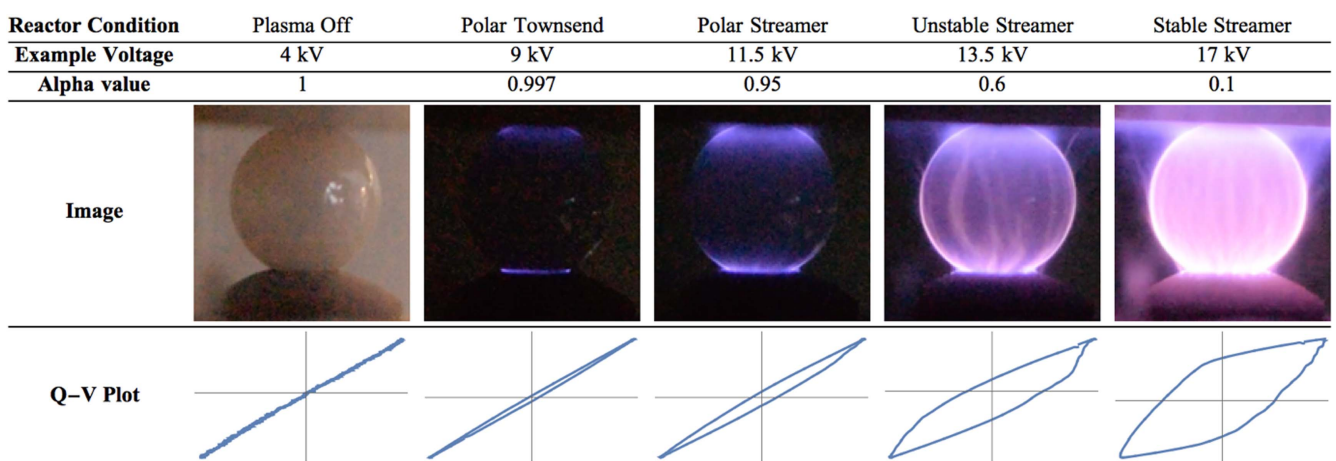 Reactor Condition Plasma Off Polar Townsend Polar Streamer Unstable Streamer Stable Streamer
Example Voltage 4 kV 9 kV 11.5 kV 13.5 kV 17 kV
Alpha value 1 0.997 0.95 0.6 0.1
Image
Q−V Plot